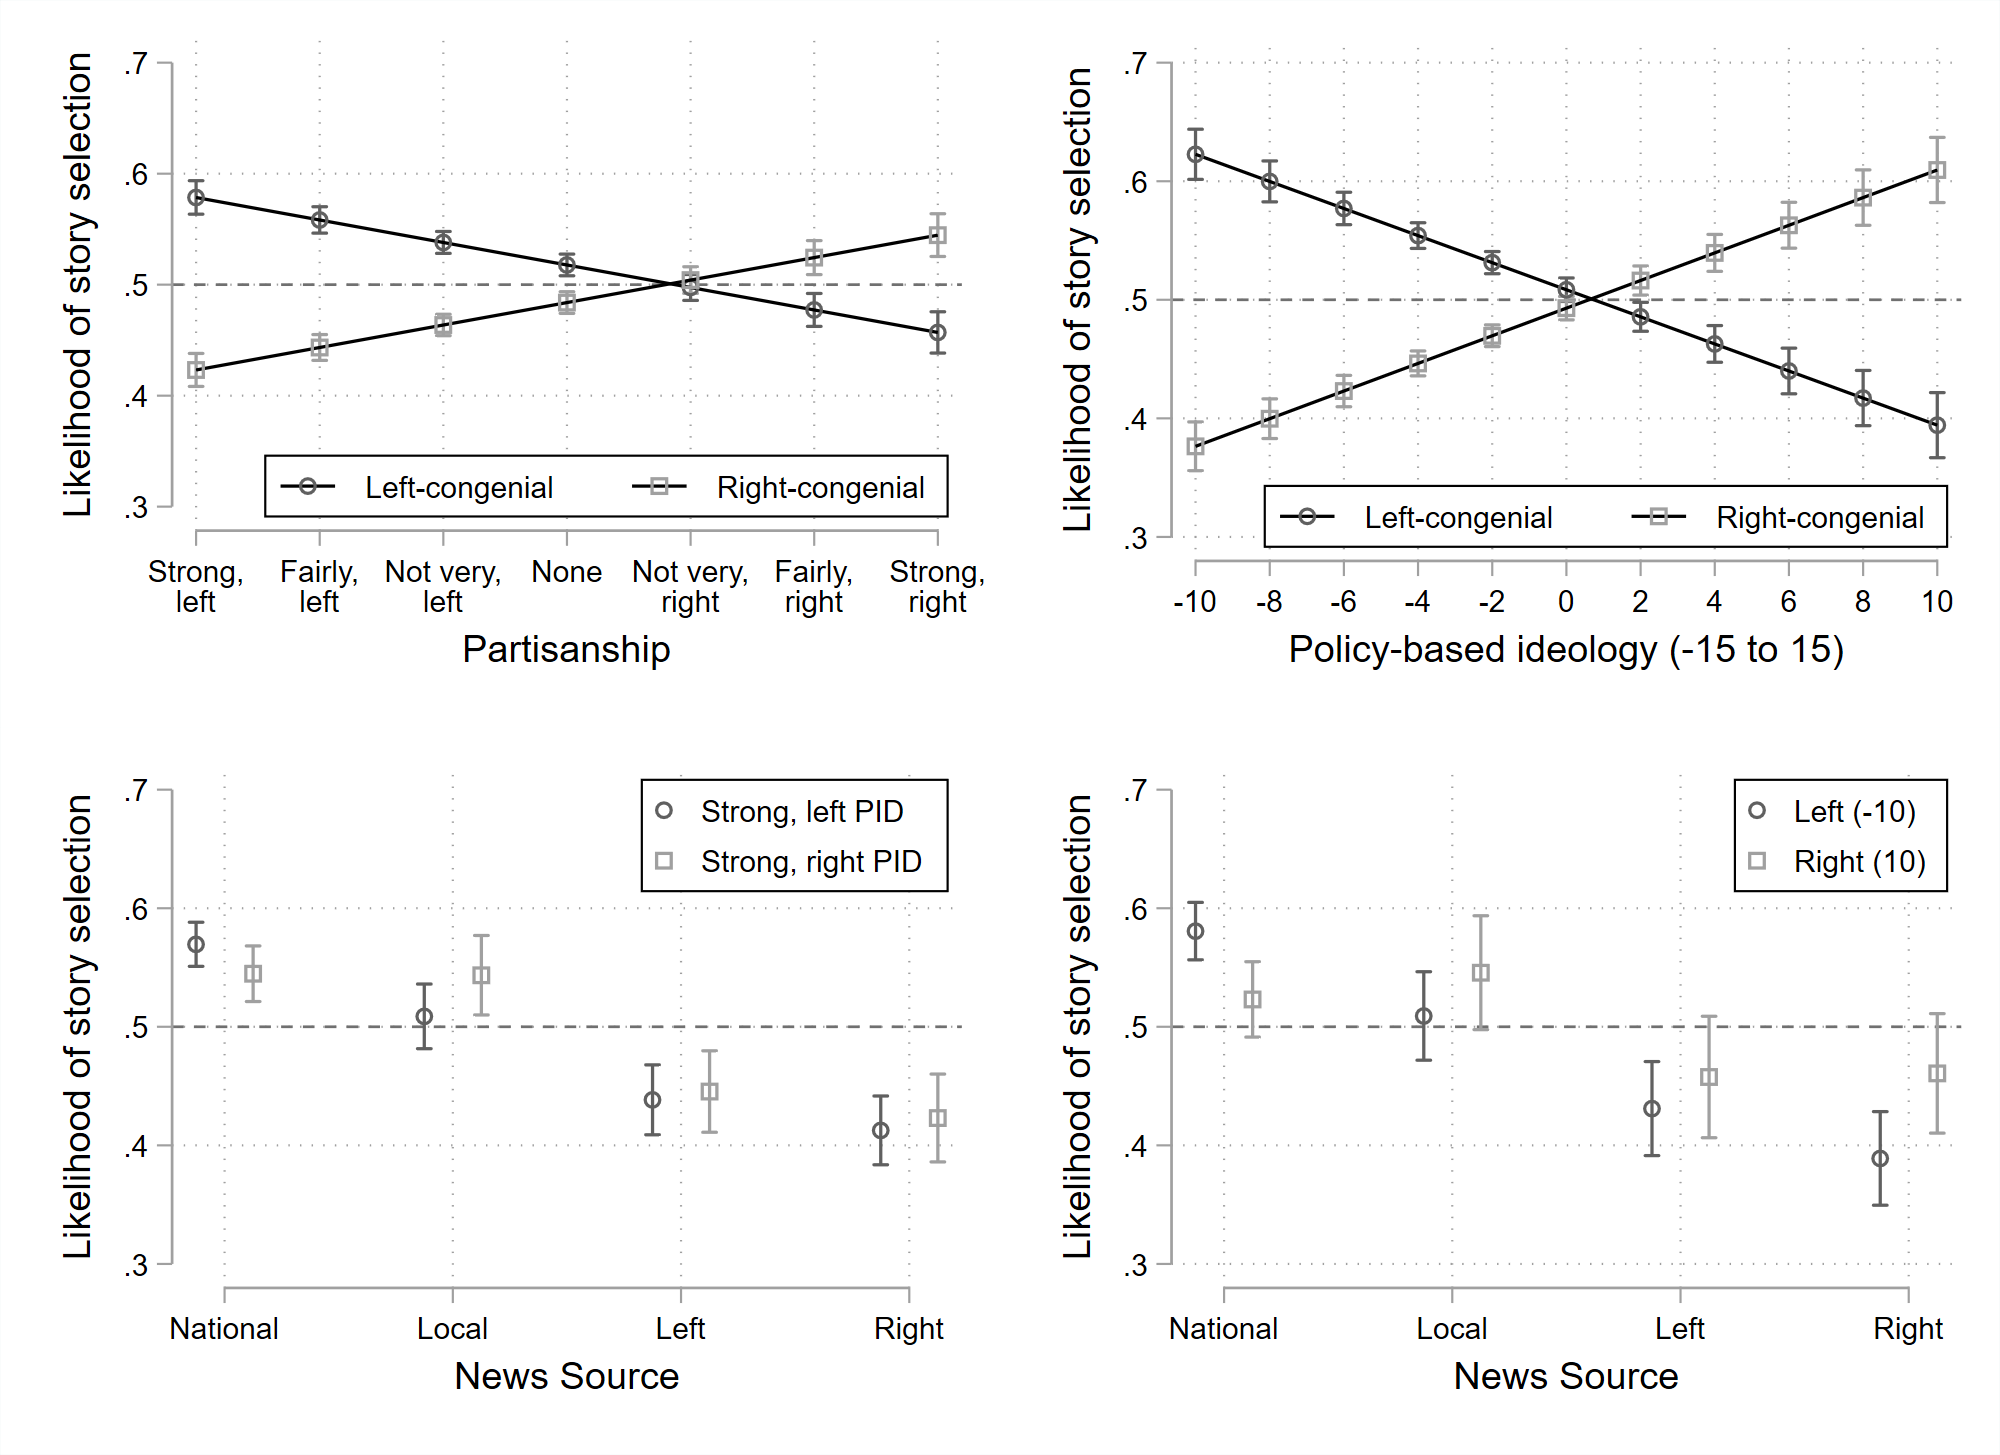 Likelihood of story selection
.7
.6
.5
.4
.3
Left-congenial
Right-congenial
Strong, left
Fairly, left
Not very, left
None
Not very, right
Fairly, right
Strong, right
Partisanship
Likelihood of story selection
.7
.6
.5
.4
.3
Left-congenial
Right-congenial
-10 -8 -6 -4 -2 0 2 4 6 8 10
Policy-based ideology (-15 to 15)
Likelihood of story selection
.7
.6
.5
.4
.3
Strong, left PID
Strong, right PID
National Local Left Right
News Source
Likelihood of story selection
.7
.6
.5
.4
.3
Left (-10)
Right (10)
National Local Left Right
News Source